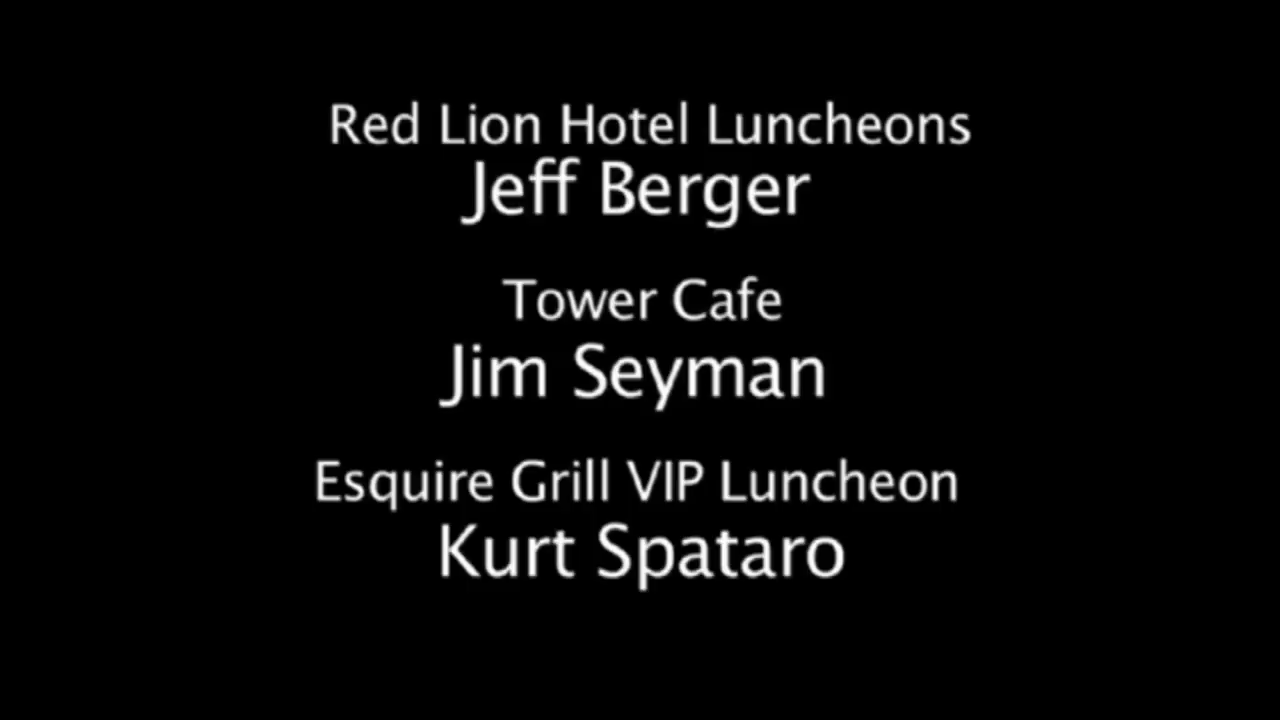 Red Lion Hotel Luncheons
Jeff Berger
Tower Cafe
Jim Seyman
Esquire Grill VIP Luncheon
Kurt Spataro